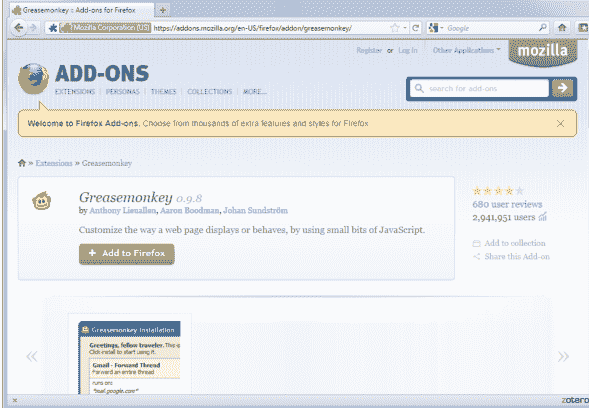 Greasemonkey :: Add-ons for Firefox
Mozilla Corporation (US) https://addons.mozilla.org/en-US/firefox/addon/greasemonkey/
Google
Register or Log in Other Applications
mozilla
ADD-ONS
EXTENSIONS PERSONAS THEMES COLLECTIONS MORE...
search for add-ons
Welcome to Firefox Add-ons. Choose from thousands of extra features and styles for Firefox
» Extensions » Greasemonkey
Greasemonkey 0.9.8
by Anthony Lieuallen, Aaron Boodman, Johan Sundström
Customize the way a web page displays or behaves, by using small bits of JavaScript.
+ Add to Firefox
680 user reviews
2,941,951 users
Add to collection
Share this Add-on
Greasemonkey Installation
Greetings, fellow traveler. This
Click install to start using it.
Gmail - Forward Thread
Forward an entire thread
runs on:
*mail.google.com*
zotero